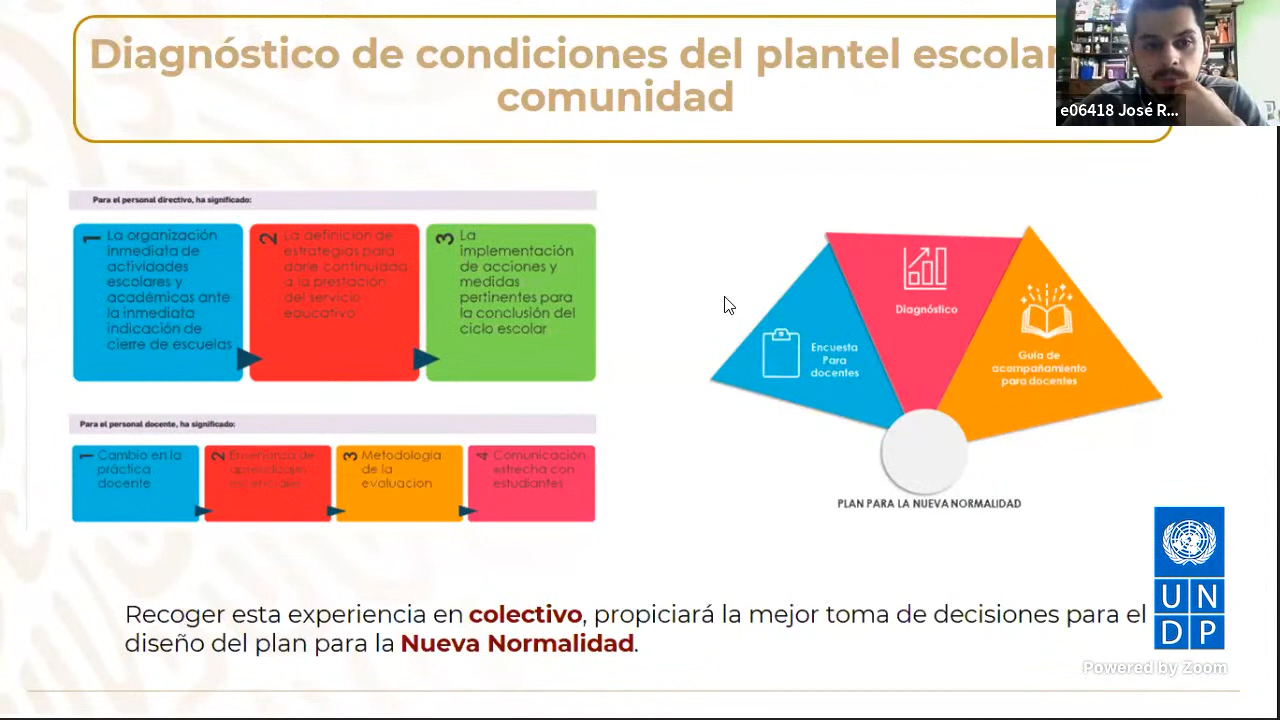 Diagnóstico de condiciones del plantel escolar
comunidad
e06418 José R...
Para el personal directivo, ha significado:
1
La organización
inmediata de
actividades
escolares y
académicas ante
la inmediata
indicación de
cierre de escuelas
2
La definición de
estrategias para
darle continuidad
a la prestación
del servicio
educativo
3
La
implementación
de acciones y
medidas
pertinentes para
la conclusión del
ciclo escolar
Para el personal docente, ha significado:
1
Cambio en la
práctica
docente
2
Enseñanza de
aprendizajes
esenciales
3
Metodología
de la
evaluacion
4
Comunicación
estrecha con
estudiantes
Encuesta
Para
docentes
Diagnóstico
Guía de
acompañamiento
para docentes
PLAN PARA LA NUEVA NORMALIDAD
Recoger esta experiencia en colectivo, propiciará la mejor toma de decisiones para el
diseño del plan para la Nueva Normalidad.
U N
D P
Powered by Zoom